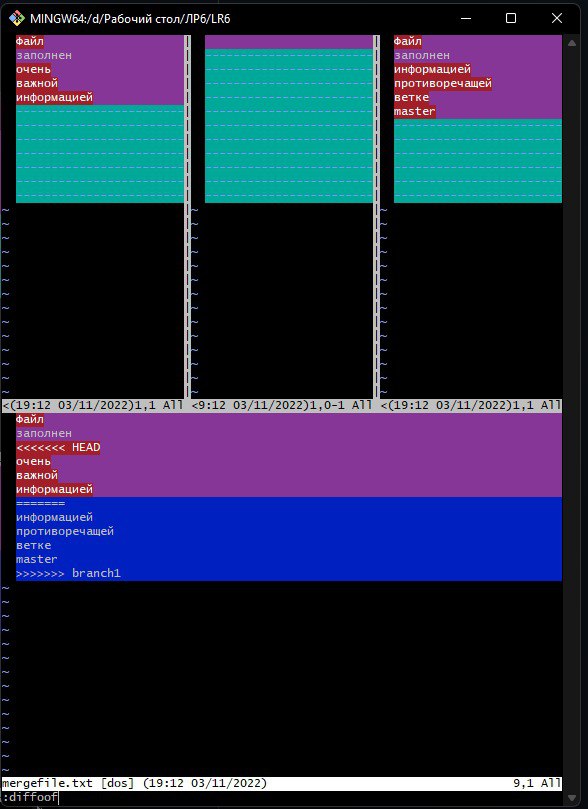 MINGW64:/d/Рабочий стол/ЛР6/LR6
Файл
заполнен
очень
важной
информацией
Файл
заполнен
информацией
противоречащей
ветке
master
<(19:12 03/11/2022)1,1 All <9:12 03/11/2022)1,0-1 All <(19:12 03/11/2022)1,1 All
Файл
заполнен
<<<<<<< HEAD
очень
важной
информацией
=======
информацией
противоречащей
ветке
master
>>>>>>> branch1
mergefile.txt [dos] (19:12 03/11/2022) 9,1 All
:diffoof